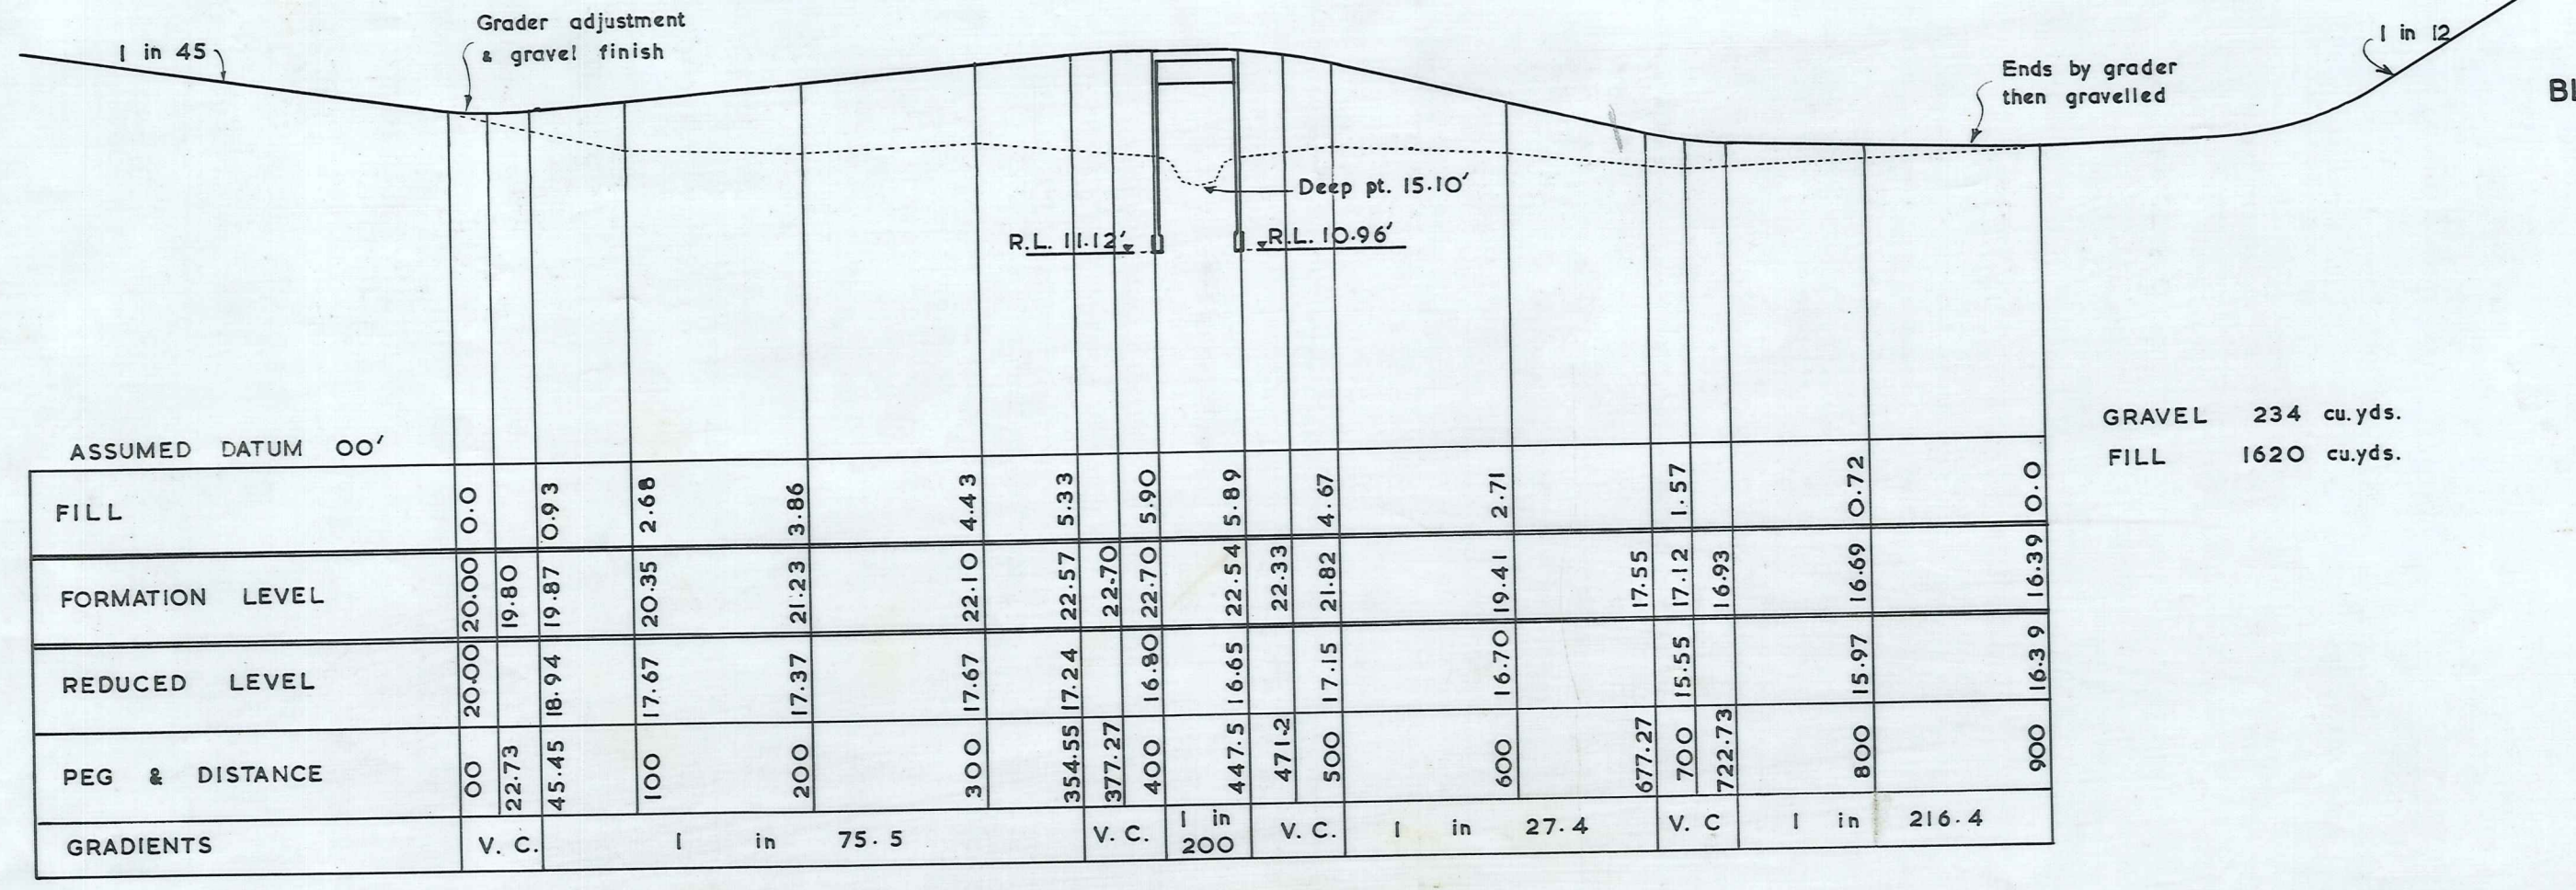 Grader adjustment
& gravel finish
1 in 45
1 in 12
Ends by grader
then gravelled
Deep pt. 15.10'
R.L. 11.12'
R.L. 10.96'
GRAVEL 234 cu.yds.
FILL 1620 cu.yds.
ASSUMED DATUM 00'
FILL 0.0 0.93 2.68 3.86 4.43 5.33 5.90 5.89 4.67 2.71 1.57 0.72 0.0
FORMATION LEVEL 20.00 19.80 19.87 20.35 21.23 22.10 22.57 22.70 22.70 22.54 22.33 21.82 19.41 17.55 17.12 16.93 16.69 16.39
REDUCED LEVEL 20.00 18.94 17.67 17.37 17.67 17.24 16.80 16.65 17.15 16.70 15.55 15.97 16.39
PEG & DISTANCE 00 22.73 45.45 100 200 300 354.55 377.27 400 447.5 471.2 500 600 677.27 700 722.73 800 900
GRADIENTS V. C. 1 in 75.5 V. C. 1 in 200 V. C. 1 in 27.4 V. C 1 in 216.4